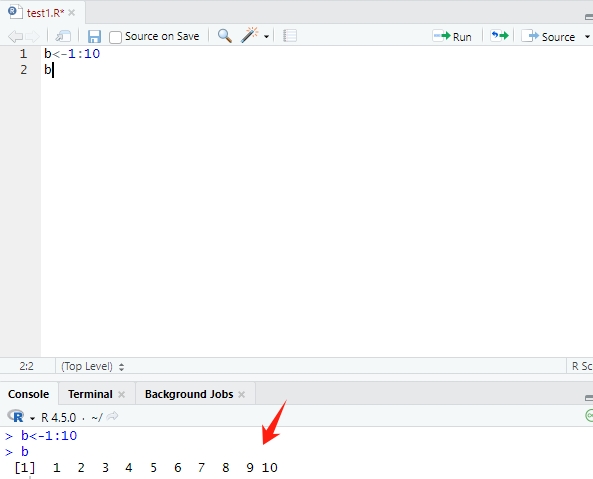 test1.R*
Source on Save Run Source
1 b<-1:10
2 b
2:2 (Top Level) R Sc
Console Terminal Background Jobs
R 4.5.0 · ~/
> b<-1:10
> b
[1] 1 2 3 4 5 6 7 8 9 10